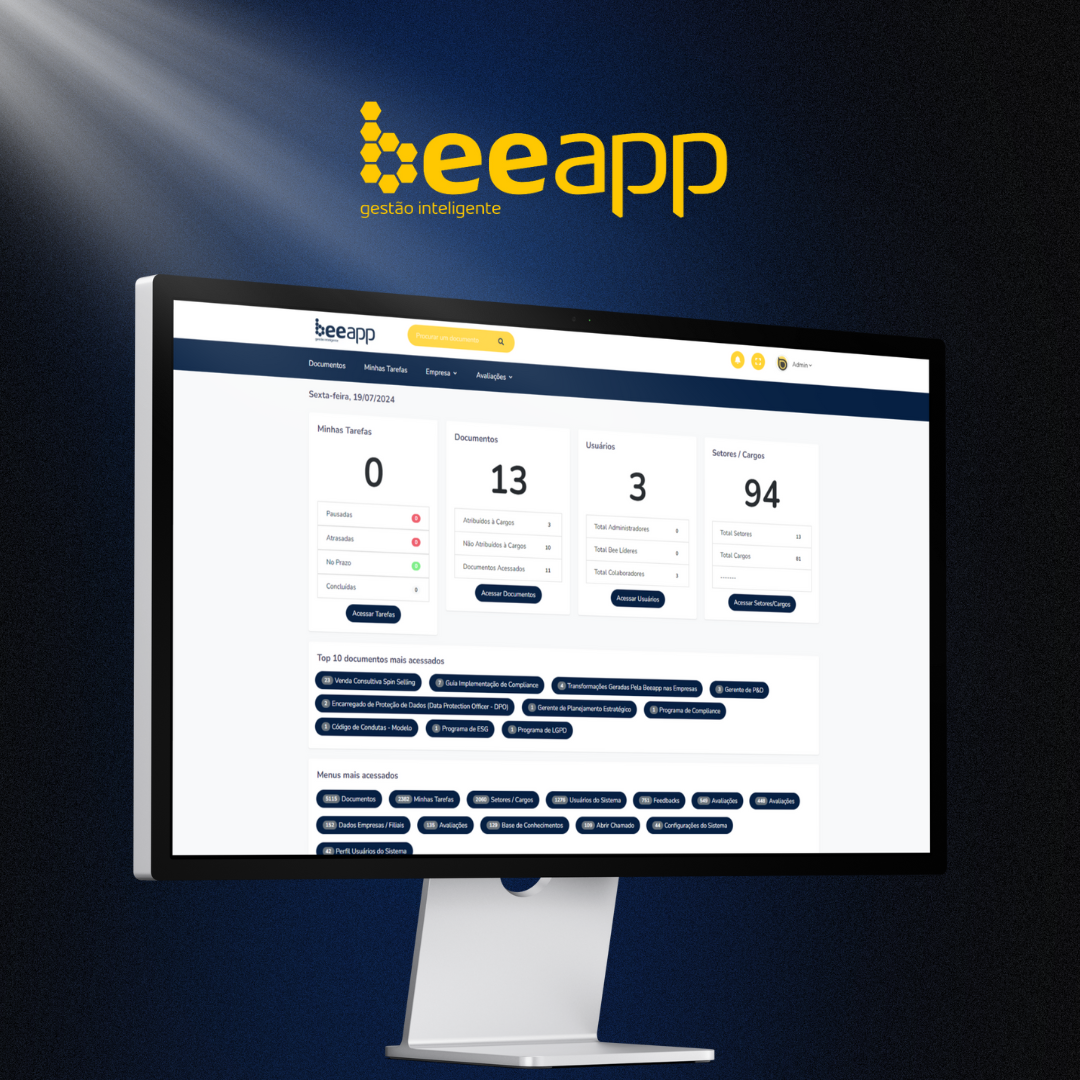 beeapp
gestão inteligente
beeapp
gestão inteligente
Procurar um documento
Admin
Documentos
Minhas Tarefas
Empresa
Avaliações
Sexta-feira, 19/07/2024
Minhas Tarefas
0
Pausadas 0
Atrasadas 0
No Prazo 0
Concluídas 0
Acessar Tarefas
Documentos
13
Atribuídos à Cargos 3
Não Atribuídos à Cargos 10
Documentos Acessados 11
Acessar Documentos
Usuários
3
Total Administradores 0
Total Bee Líderes 0
Total Colaboradores 3
Acessar Usuários
Setores / Cargos
94
Total Setores 13
Total Cargos 81
-------
Acessar Setores/Cargos
Top 10 documentos mais acessados
23 Venda Consultiva Spin Selling
7 Guia Implementação de Compliance
4 Transformações Geradas Pela Beeapp nas Empresas
3 Gerente de P&D
2 Encarregado de Proteção de Dados (Data Protection Officer - DPO)
1 Gerente de Planejamento Estratégico
1 Programa de Compliance
1 Código de Condutas - Modelo
1 Programa de ESG
1 Programa de LGPD
Menus mais acessados
5115 Documentos
2382 Minhas Tarefas
Setores / Cargos
1276 Usuários do Sistema
751 Feedbacks
Avaliações
Avaliações
152 Dados Empresas / Filiais
Avaliações
Base de Conhecimentos
Abrir Chamado
44 Configurações do Sistema
42 Perfil Usuários do Sistema